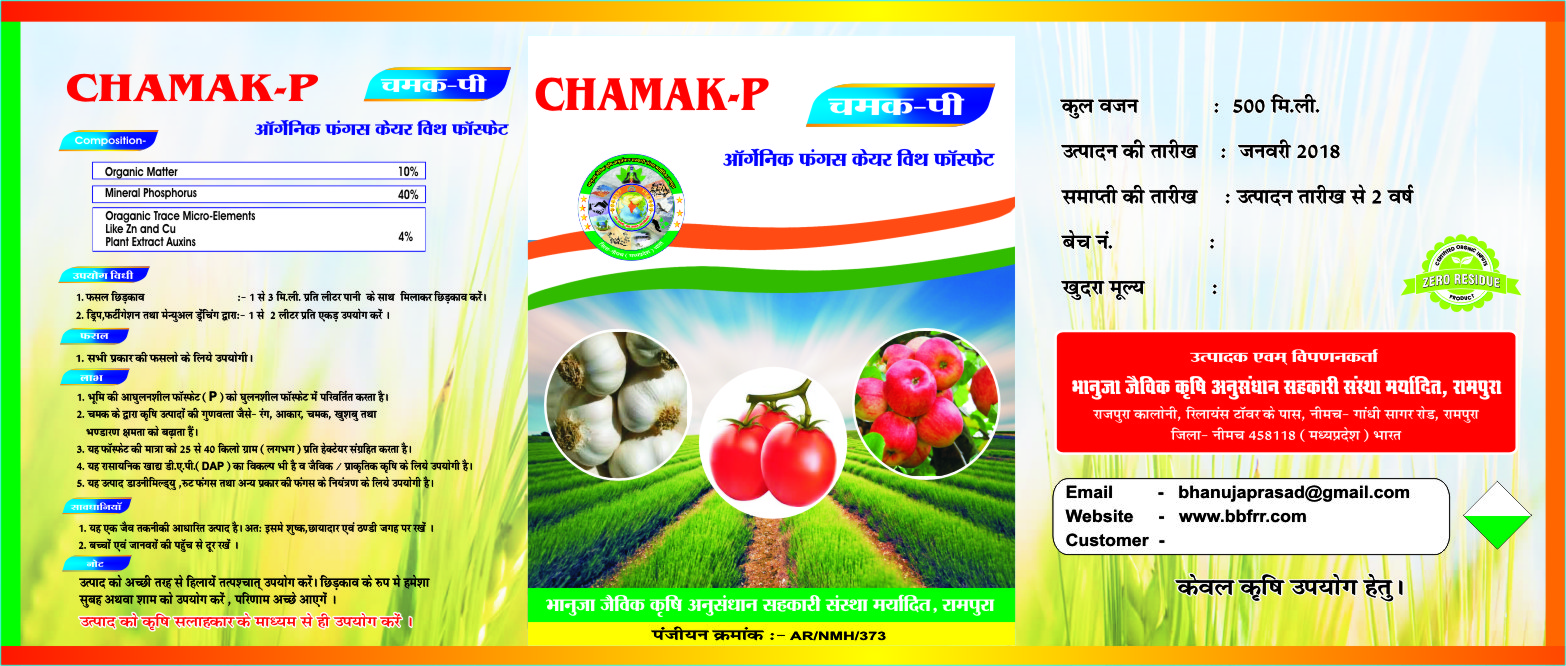 CHAMAK-P
चमक-पी
ऑर्गेनिक फंगस केयर विथ फॉस्फेट
Composition-
Organic Matter 10%
Mineral Phosphorus 40%
Oraganic Trace Micro-Elements
Like Zn and Cu
Plant Extract Auxins 4%
उपयोग विधी
1. फसल छिड़काव :- 1 से 3 मि.ली. प्रति लीटर पानी के साथ मिलाकर छिड़काव करें।
2. ड्रिप,फर्टीगेशन तथा मेन्युअल ड्रेंचिंग द्वारा:- 1 से 2 लीटर प्रति एकड़ उपयोग करें ।
फसल
1. सभी प्रकार की फसलो के लिये उपयोगी।
लाभ
1. भूमि की आघुलनशील फॉस्फेट ( P ) को घुलनशील फॉस्फेट में परिवर्तित करता है।
2. चमक के द्वारा कृषि उत्पादों की गुणवत्ता जैसे- रंग, आकार, चमक, खुशबु तथा
भण्डारण क्षमता को बढ़ाता हैं।
3. यह फॉस्फेट की मात्रा को 25 से 40 किलो ग्राम ( लगभग ) प्रति हेक्टेयर संग्रहित करता है।
4. यह रासायनिक खाद्य डी.ए.पी.( DAP ) का विकल्प भी है व जैविक / प्राकृतिक कृषि के लिये उपयोगी है।
5. यह उत्पाद डाउनीमिल्ड्यु ,रुट फंगस तथा अन्य प्रकार की फंगस के नियंत्रण के लिये उपयोगी है।
सावधानियाँ
1. यह एक जैव तकनीकी आधारित उत्पाद है। अतः इसमे शुष्क,छायादार एवं ठण्डी जगह पर रखें ।
2. बच्चों एवं जानवरों की पहुँच से दूर रखें ।
नोट
उत्पाद को अच्छी तरह से हिलायें तत्पश्चात् उपयोग करें। छिड़काव के रुप मे हमेशा
सुबह अथवा शाम को उपयोग करें , परिणाम अच्छे आएगें ।
उत्पाद को कृषि सलाहकार के माध्यम से ही उपयोग करें ।
CHAMAK-P
चमक-पी
ऑर्गेनिक फंगस केयर विथ फॉस्फेट
भानुजा जैविक कृषि अनुसंधान सहकारी संस्था मर्यादित, रामपुरा
पंजीयन क्रमांक :- AR/NMH/373
कुल वजन : 500 मि.ली.
उत्पादन की तारीख : जनवरी 2018
समाप्ती की तारीख : उत्पादन तारीख से 2 वर्ष
बेच नं. :
खुदरा मूल्य :
CERTIFIED ORGANIC INPUTS
ZERO RESIDUE
PRODUCT
उत्पादक एवम् विपणनकर्ता
भानुजा जैविक कृषि अनुसंधान सहकारी संस्था मर्यादित, रामपुरा
राजपुरा कालोनी, रिलायंस टॉवर के पास, नीमच- गांधी सागर रोड, रामपुरा
जिला- नीमच 458118 ( मध्यप्रदेश ) भारत
Email - bhanujaprasad@gmail.com
Website - www.bbfrr.com
Customer -
केवल कृषि उपयोग हेतु।